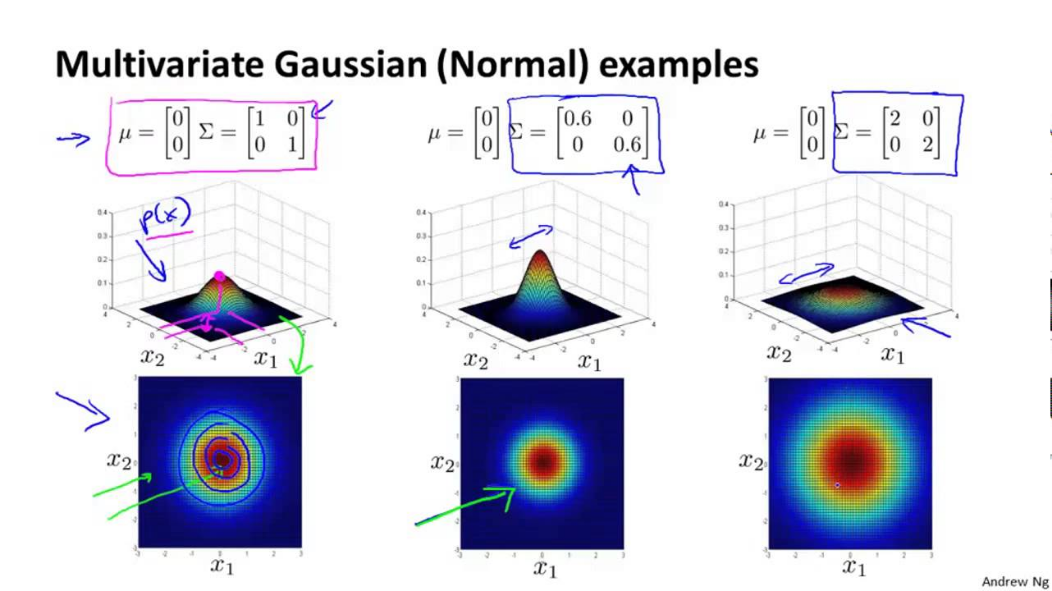 Multivariate Gaussian (Normal) examples
μ = [0 0] Σ = [1 0 0 1]
μ = [0 0] Σ = [0.6 0 0 0.6]
μ = [0 0] Σ = [2 0 0 2]
p(x)
x2 x1
x2 x1
x2 x1
x2
x1
x2
x1
x2
x1
Andrew Ng